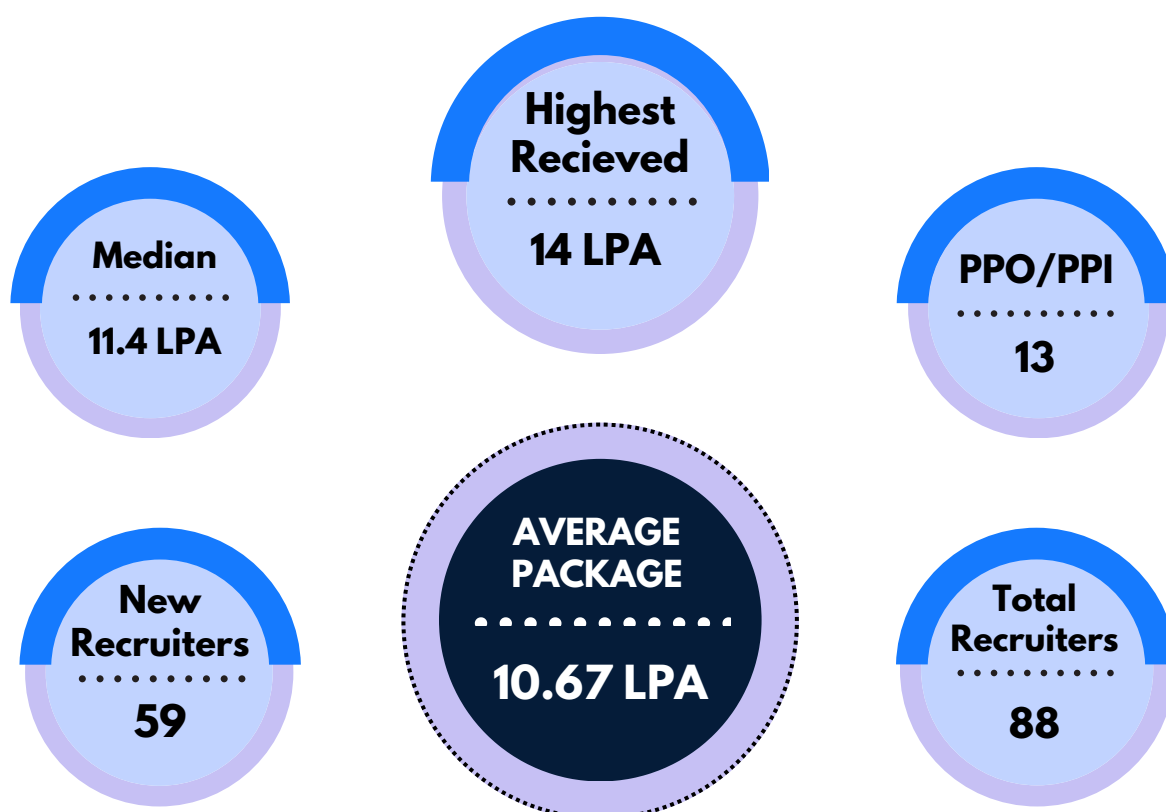 Highest
Recieved
14 LPA
Median
11.4 LPA
PPO/PPI
13
AVERAGE
PACKAGE
10.67 LPA
New
Recruiters
59
Total
Recruiters
88